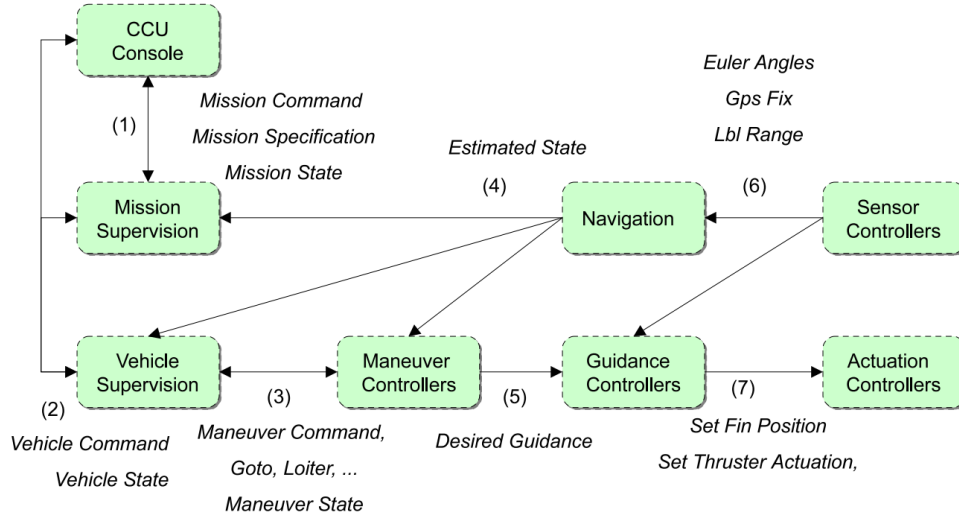 CCU
Console
(1)
Mission Command
Mission Specification
Mission State
Euler Angles
Gps Fix
Lbl Range
Estimated State
(4)
(6)
Mission
Supervision
Navigation
Sensor
Controllers
Vehicle
Supervision
Maneuver
Controllers
Guidance
Controllers
Actuation
Controllers
(2)
Vehicle Command
Vehicle State
(3)
Maneuver Command,
Goto, Loiter, ...
Maneuver State
(5)
Desired Guidance
(7)
Set Fin Position
Set Thruster Actuation,